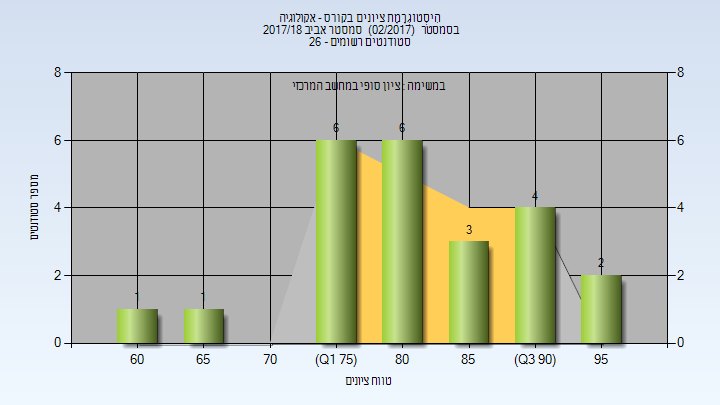 היסטוגרמת ציונים בקורס - אקולוגיה
בסמסטר (02/2017) סמסטר אביב 2017/18
סטודנטים רשומים - 26
במשימה : ציון סופי במחשב המרכזי
8
6
4
2
0
8
6
4
2
0
מספר סטודנטים
1
1
6
6
3
4
2
60
65
70
(Q1 75)
80
85
(Q3 90)
95
טווח ציונים